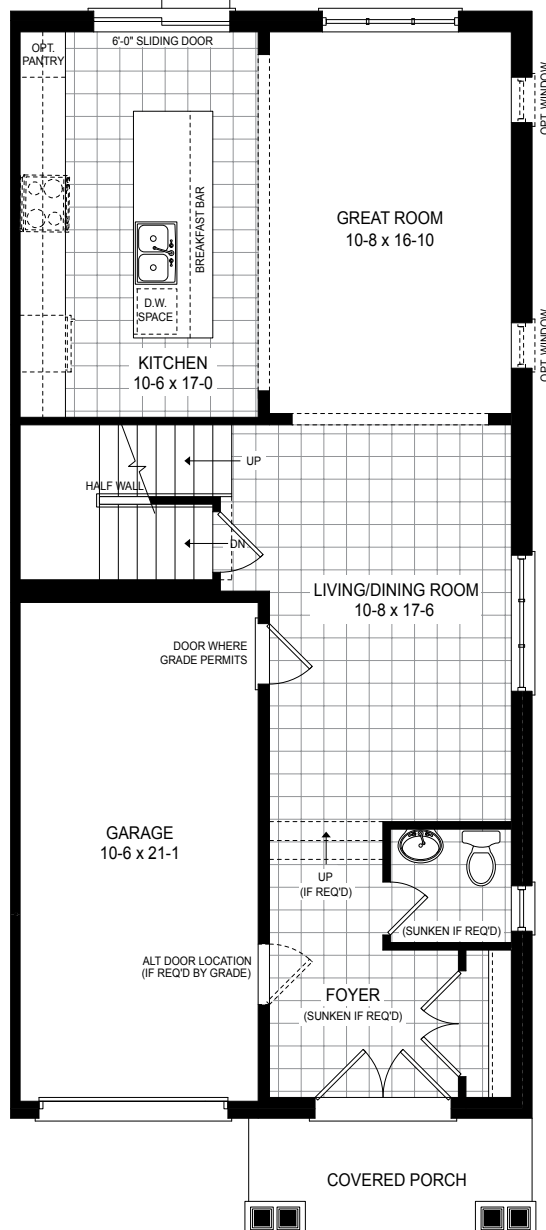 6'-0" SLIDING DOOR
OPT.
PANTRY
OPT. WINDOW
GREAT ROOM
10-8 x 16-10
BREAKFAST BAR
D.W.
SPACE
OPT. WINDOW
KITCHEN
10-6 x 17-0
UP
HALF WALL
DN
LIVING/DINING ROOM
10-8 x 17-6
DOOR WHERE
GRADE PERMITS
GARAGE
10-6 x 21-1
UP
(IF REQ'D)
(SUNKEN IF REQ'D)
ALT DOOR LOCATION
(IF REQ'D BY GRADE)
FOYER
(SUNKEN IF REQ'D)
COVERED PORCH